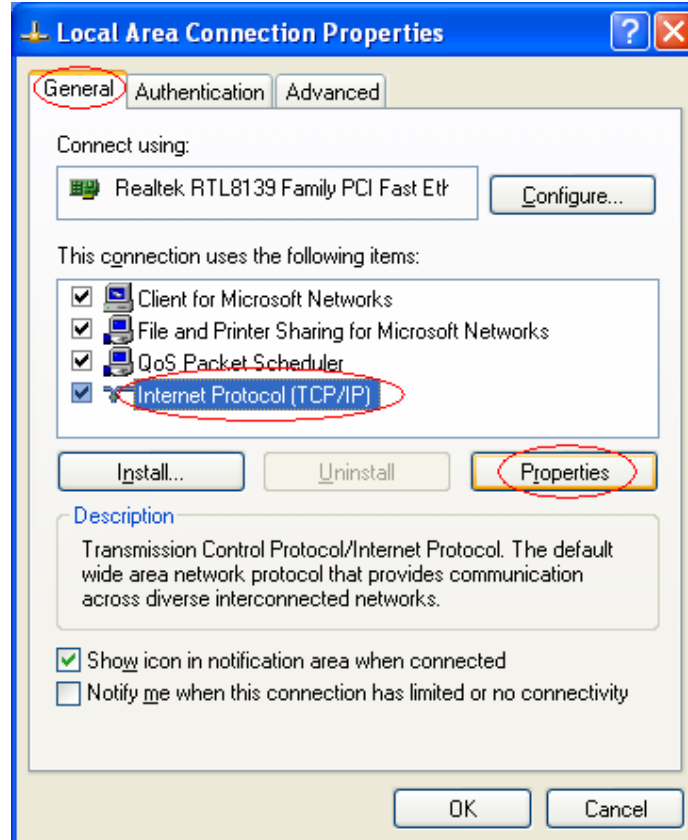 Local Area Connection Properties
General Authentication Advanced
Connect using:
Realtek RTL8139 Family PCI Fast Eth
Configure...
This connection uses the following items:
Client for Microsoft Networks
File and Printer Sharing for Microsoft Networks
QoS Packet Scheduler
Internet Protocol (TCP/IP)
Install... Uninstall Properties
Description
Transmission Control Protocol/Internet Protocol. The default
wide area network protocol that provides communication
across diverse interconnected networks.
Show icon in notification area when connected
Notify me when this connection has limited or no connectivity
OK Cancel